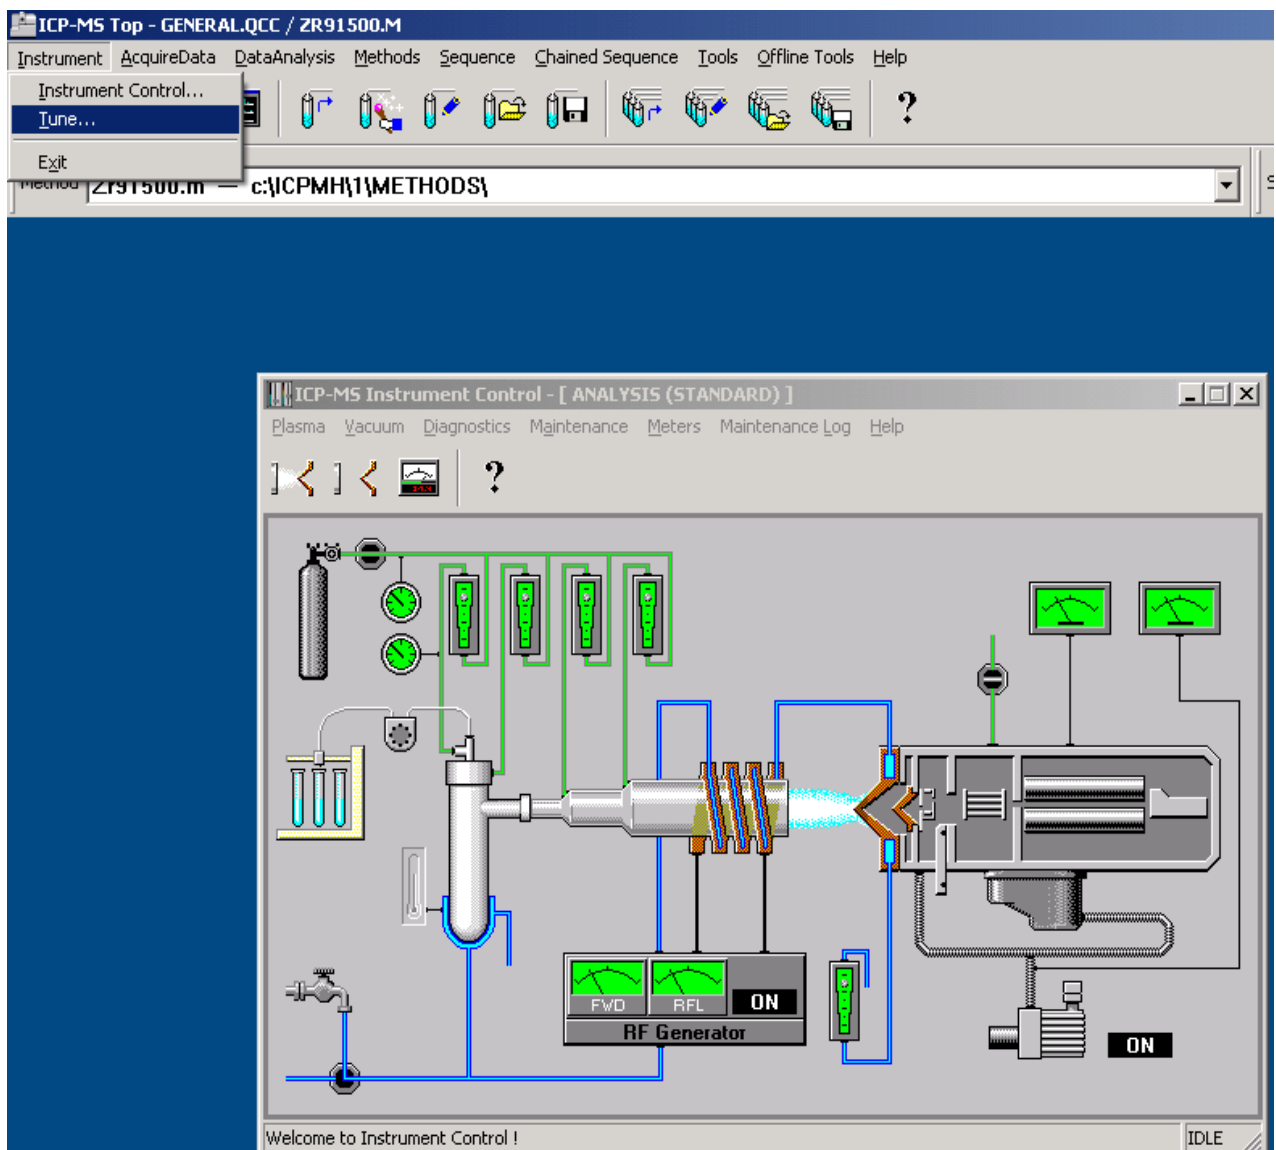 ICP-MS Top - GENERAL.QCC / ZR91500.M
Instrument AcquireData DataAnalysis Methods Sequence Chained Sequence Tools Offline Tools Help
Instrument Control...
Tune...
Exit
?
Method Zr91500.m — c:\ICPMH\1\METHODS\
ICP-MS Instrument Control - [ ANALYSIS (STANDARD) ]
Plasma Vacuum Diagnostics Maintenance Meters Maintenance Log Help
?
FWD RFL ON
RF Generator
ON
Welcome to Instrument Control ! IDLE